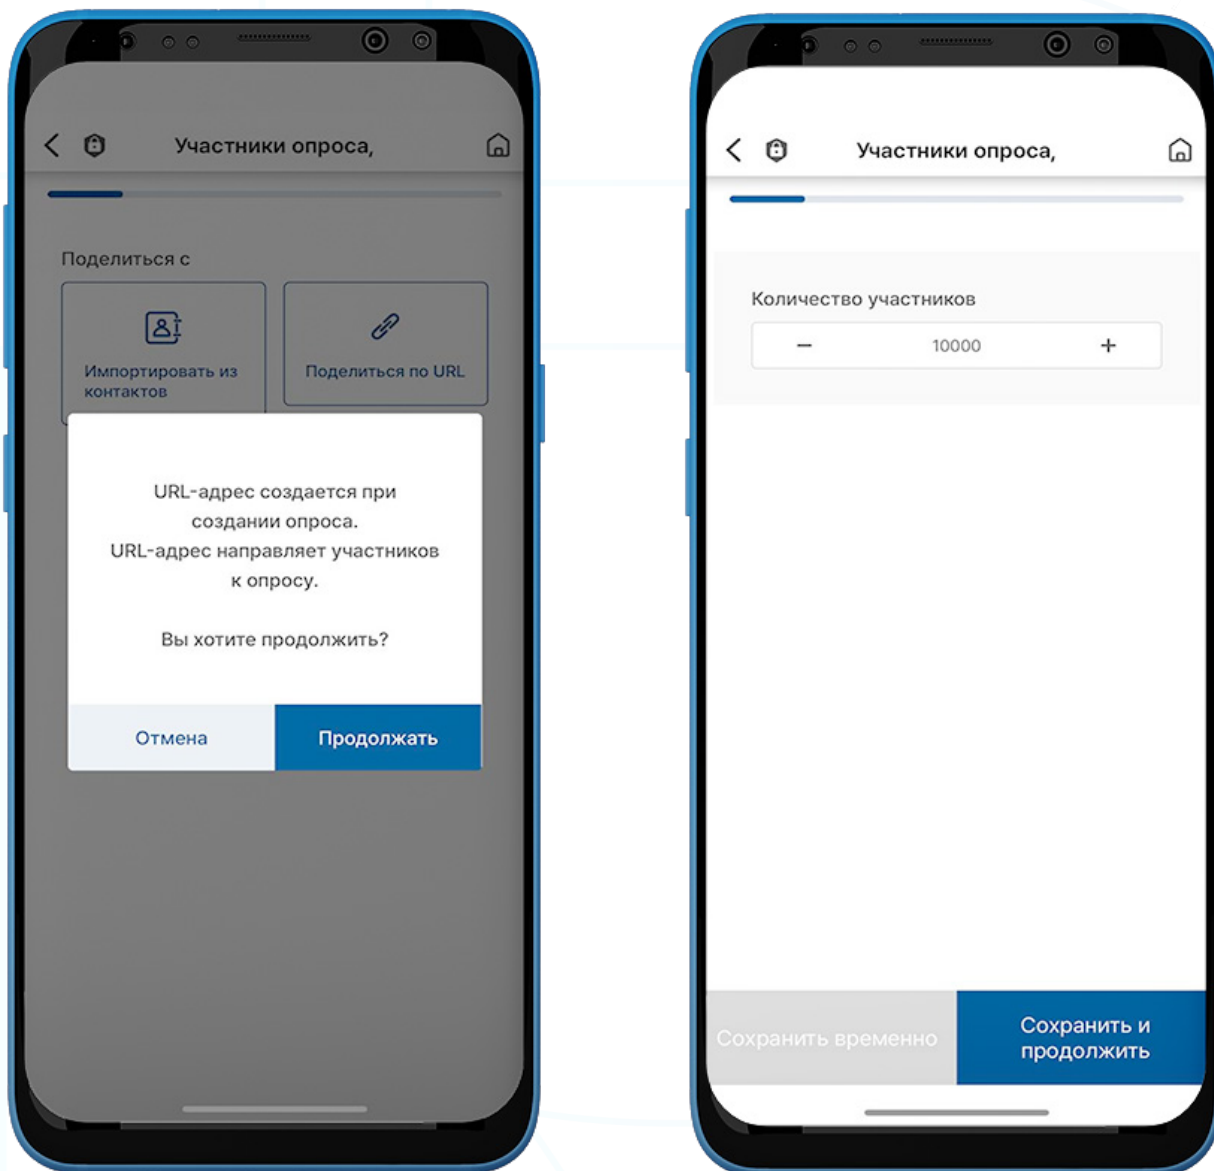 Участники опроса,
Поделиться с
Импортировать из
контактов
Поделиться по URL
URL-адрес создается при
создании опроса.
URL-адрес направляет участников
к опросу.
Вы хотите продолжить?
Отмена
Продолжать
Участники опроса,
Количество участников
− 10000 +
Сохранить временно
Сохранить и
продолжить